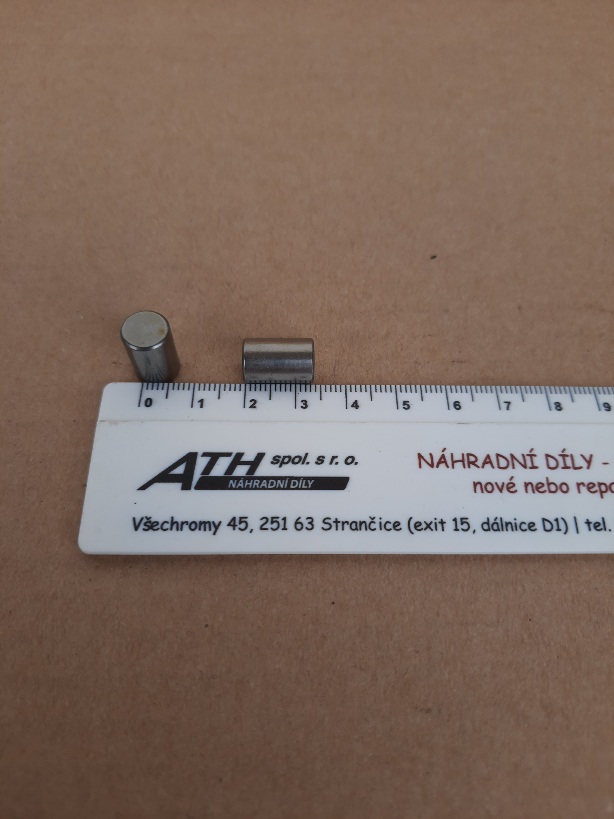 0 1 2 3 4 5 6 7 8 9
ATH spol. s r. o.
NÁHRADNÍ DÍLY
NÁHRADNÍ DÍLY -
nové nebo repo
Všechromy 45, 251 63 Strančice (exit 15, dálnice D1) | tel.